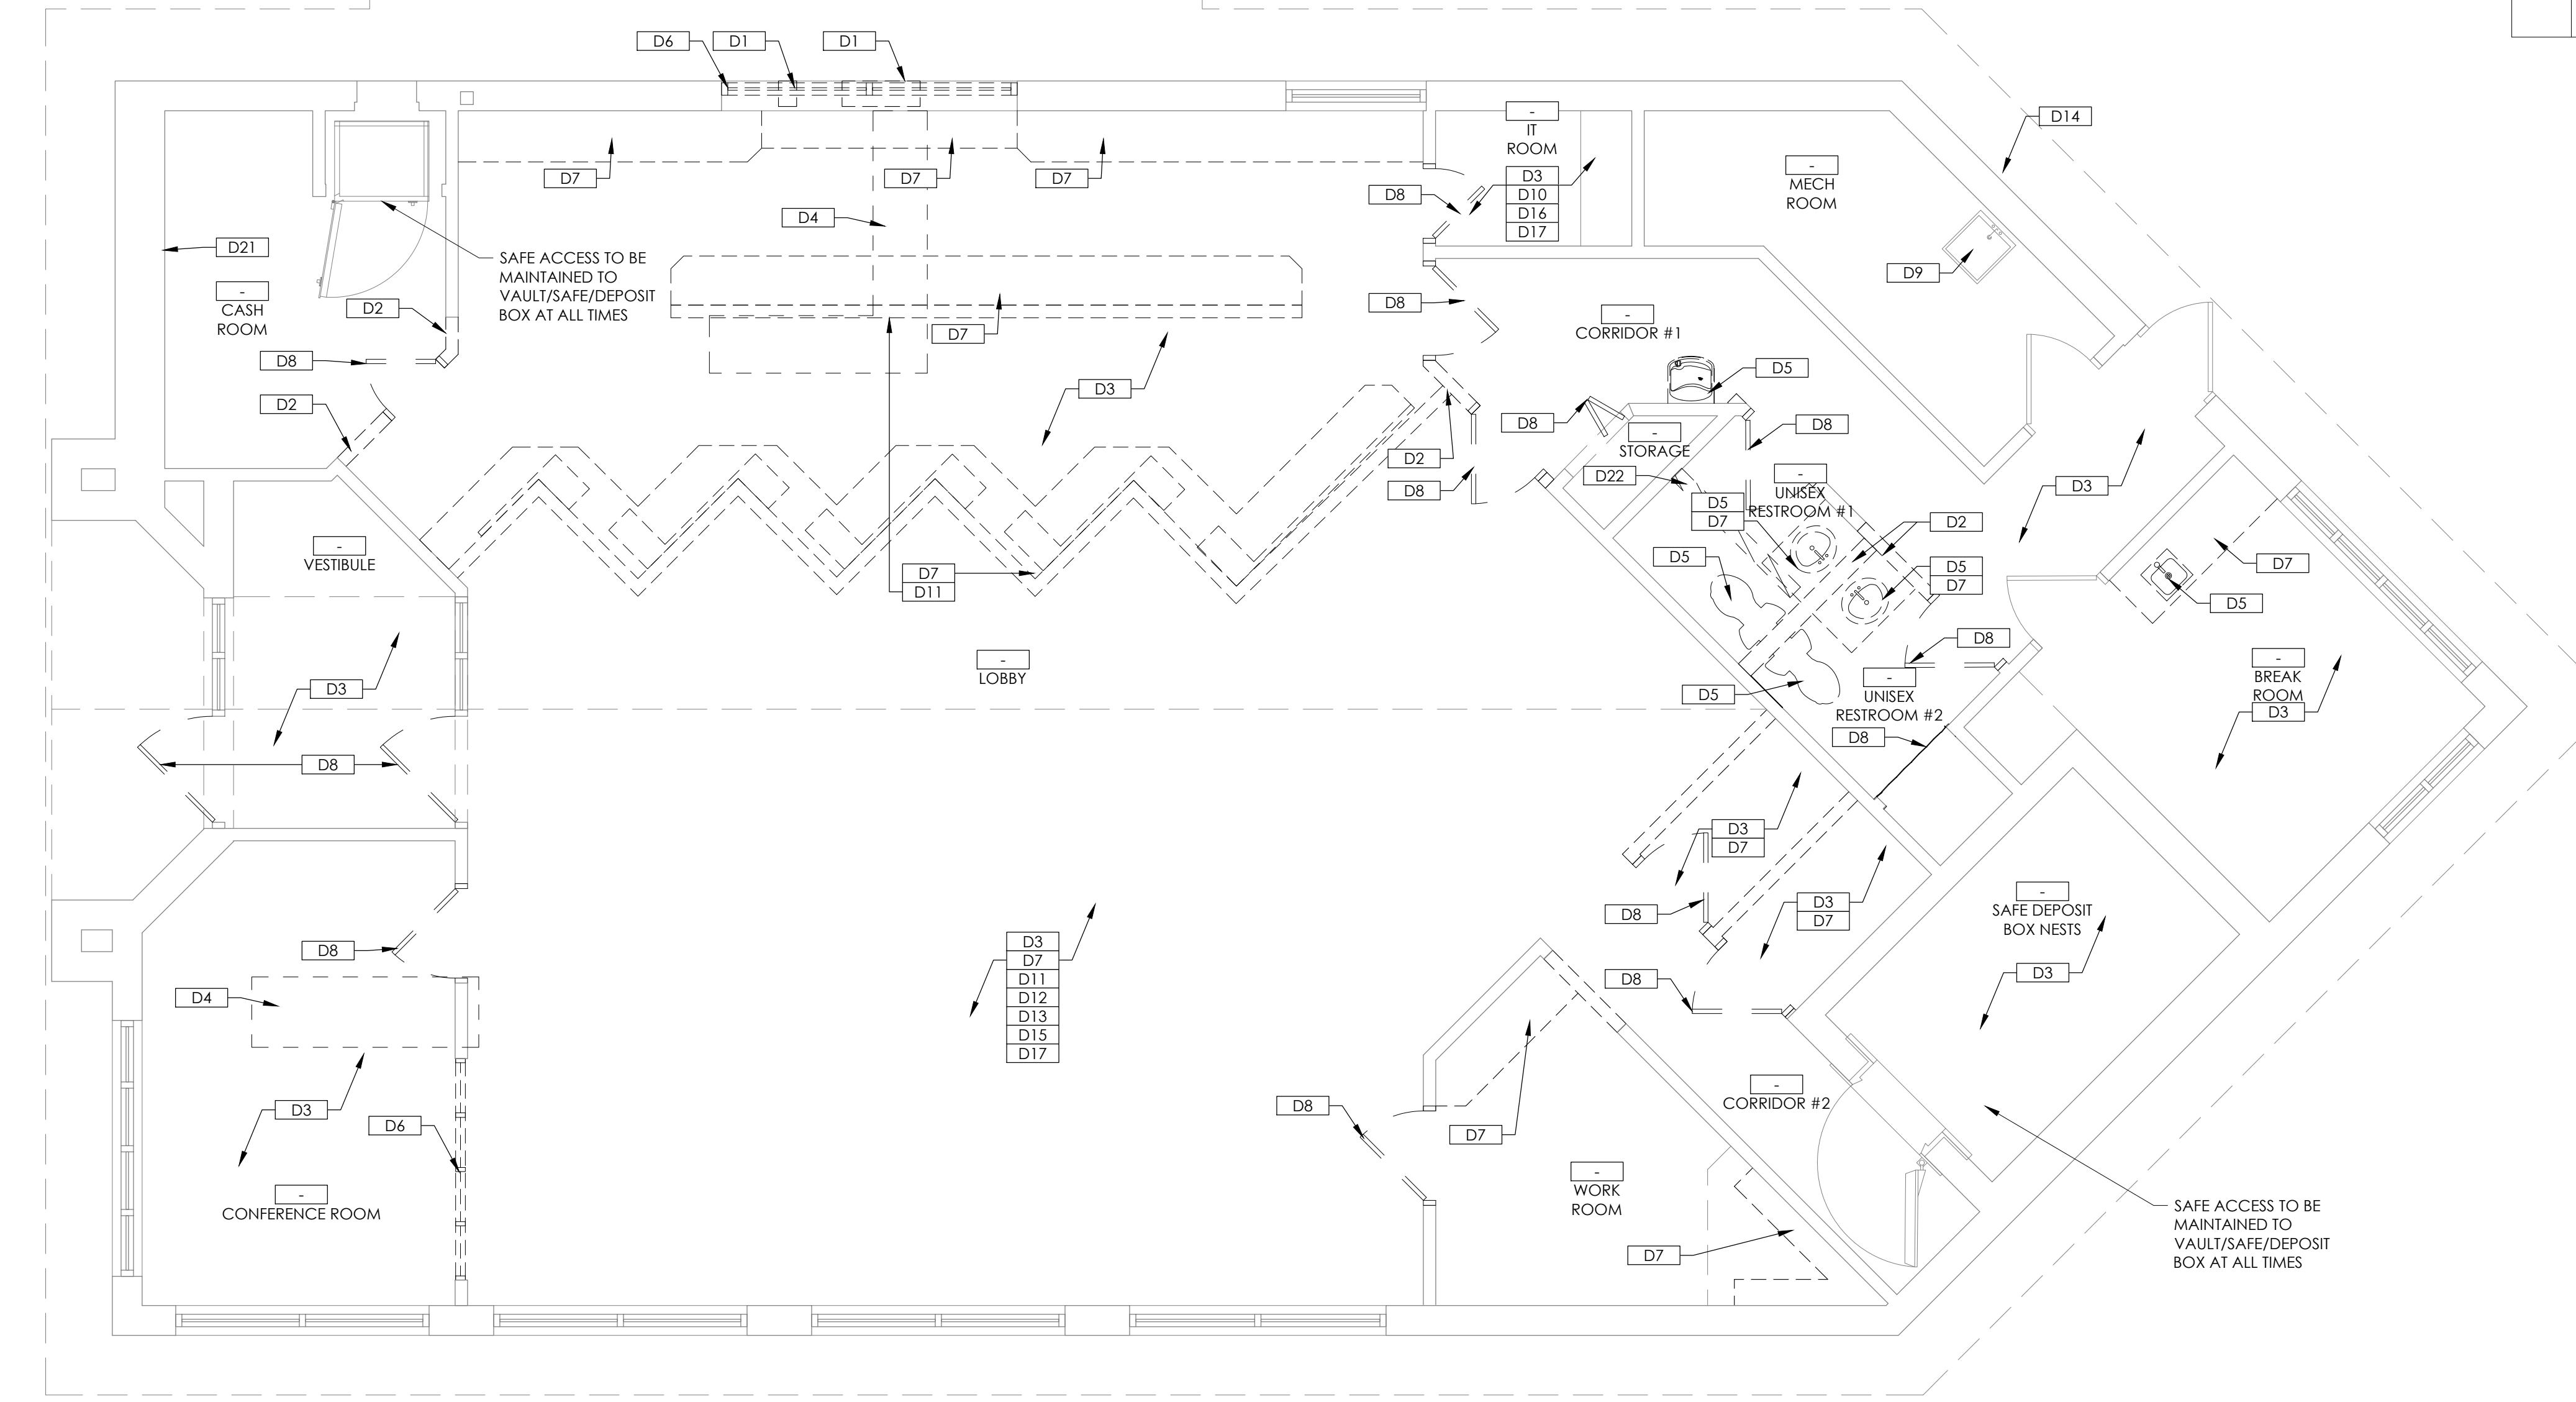 D6
D1
D1
D14
-
IT
ROOM
D3
D10
D16
D17
-
MECH
ROOM
D7
D7
D7
D8
D4
D21
SAFE ACCESS TO BE
MAINTAINED TO
VAULT/SAFE/DEPOSIT
BOX AT ALL TIMES
-
CASH
ROOM
D2
D9
D8
D7
-
CORRIDOR #1
D8
D2
D3
D5
D8
-
STORAGE
D8
D2
D22
-
UNISEX
RESTROOM #1
D3
D8
D5
D7
D2
-
VESTIBULE
D7
D11
D5
D5
D7
D7
D5
-
LOBBY
D8
-
BREAK
ROOM
D3
D3
D5
-
UNISEX
RESTROOM #2
D8
D8
D3
D7
D8
D3
D7
-
SAFE DEPOSIT
BOX NESTS
D3
D8
D4
D3
D7
D11
D12
D13
D15
D17
D8
D3
D6
D8
D7
-
CORRIDOR #2
-
CONFERENCE ROOM
-
WORK
ROOM
D7
SAFE ACCESS TO BE
MAINTAINED TO
VAULT/SAFE/DEPOSIT
BOX AT ALL TIMES